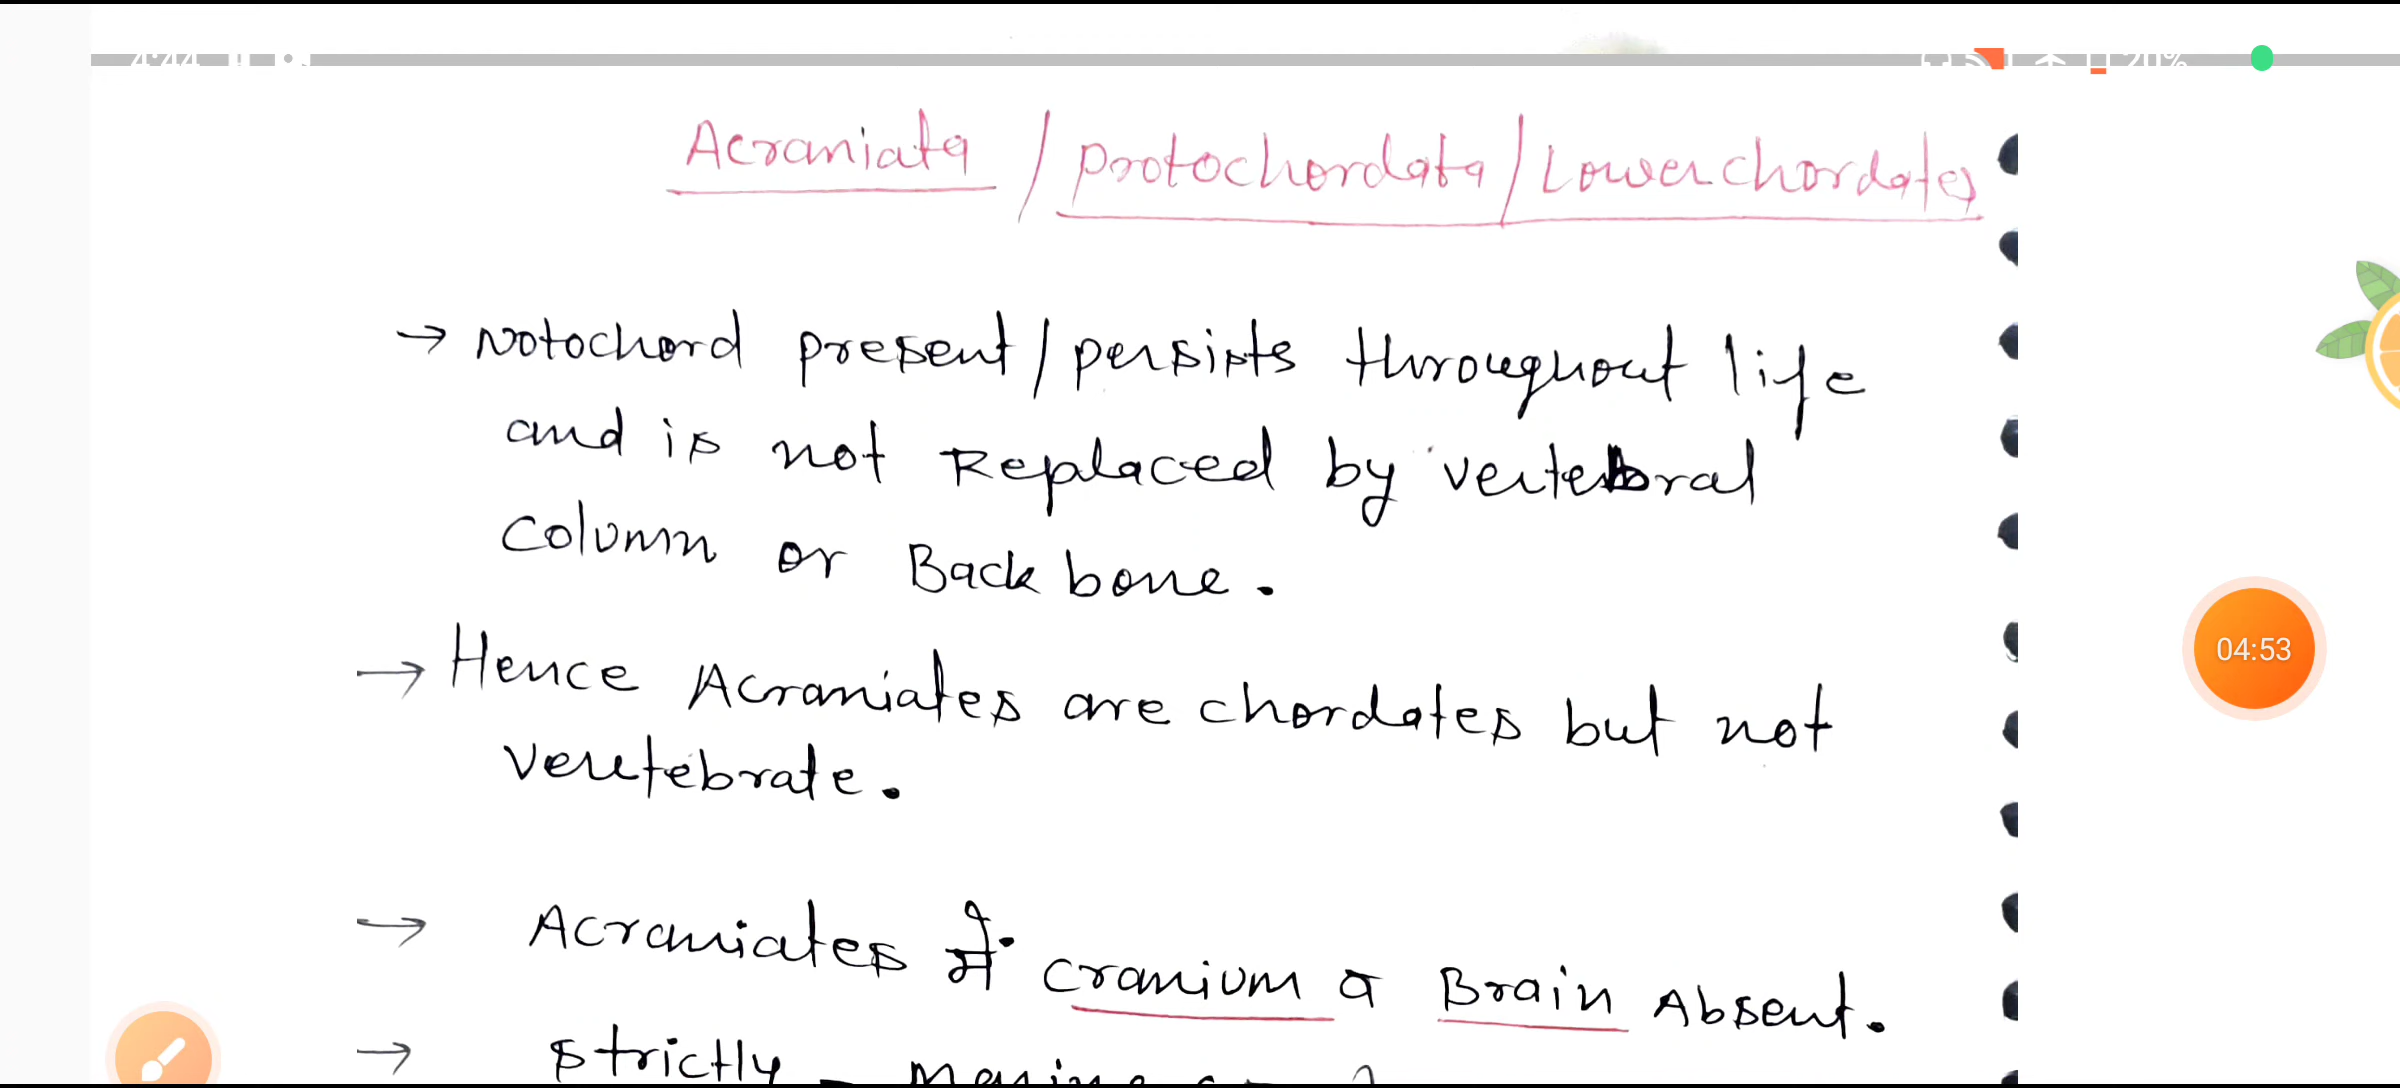 Acraniata / Protochordata / Lowerchordates
→ Notochord present / persists throughout life
and is not Replaced by vertebral
column or Back bone.
→ Hence Acraniates are chordates but not
vertebrate.
→ Acraniates में cranium व Brain Absent.
→ strictly - marine
04:53